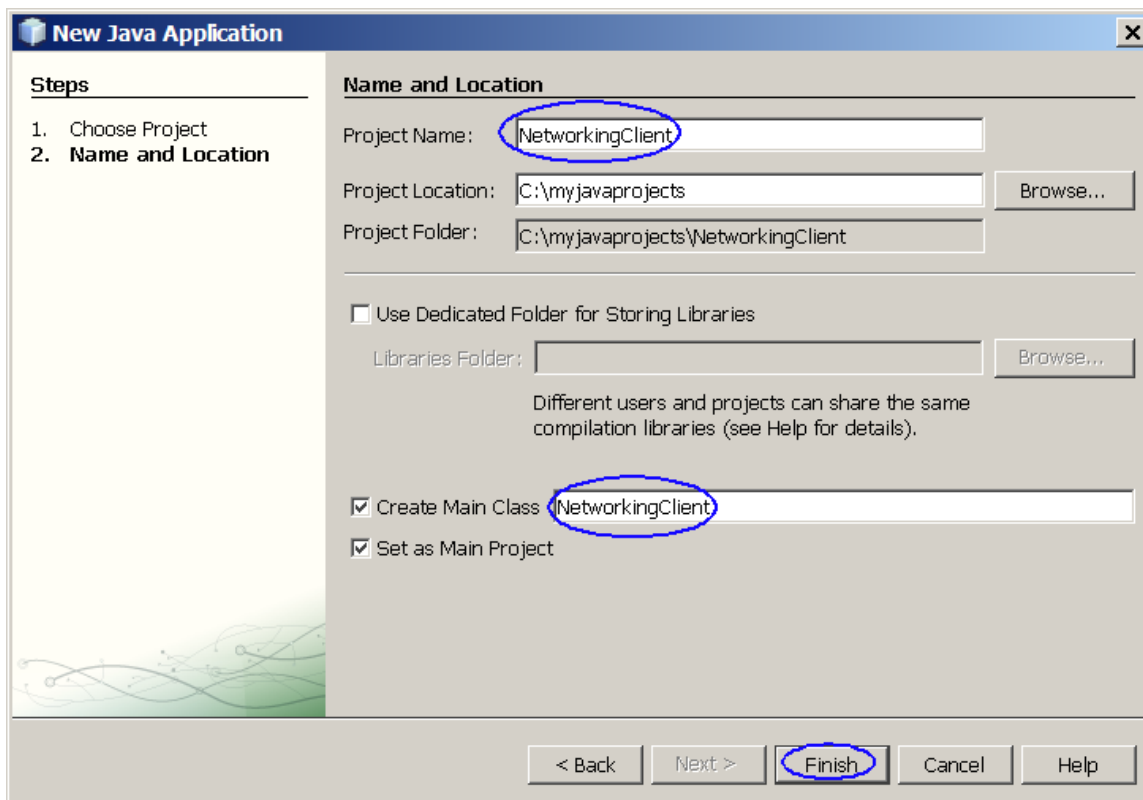 New Java Application
Steps
1. Choose Project
2. Name and Location
Name and Location
Project Name: NetworkingClient
Project Location: C:\myjavaprojects Browse...
Project Folder: C:\myjavaprojects\NetworkingClient
Use Dedicated Folder for Storing Libraries
Libraries Folder: Browse...
Different users and projects can share the same
compilation libraries (see Help for details).
Create Main Class NetworkingClient
Set as Main Project
< Back Next > Finish Cancel Help